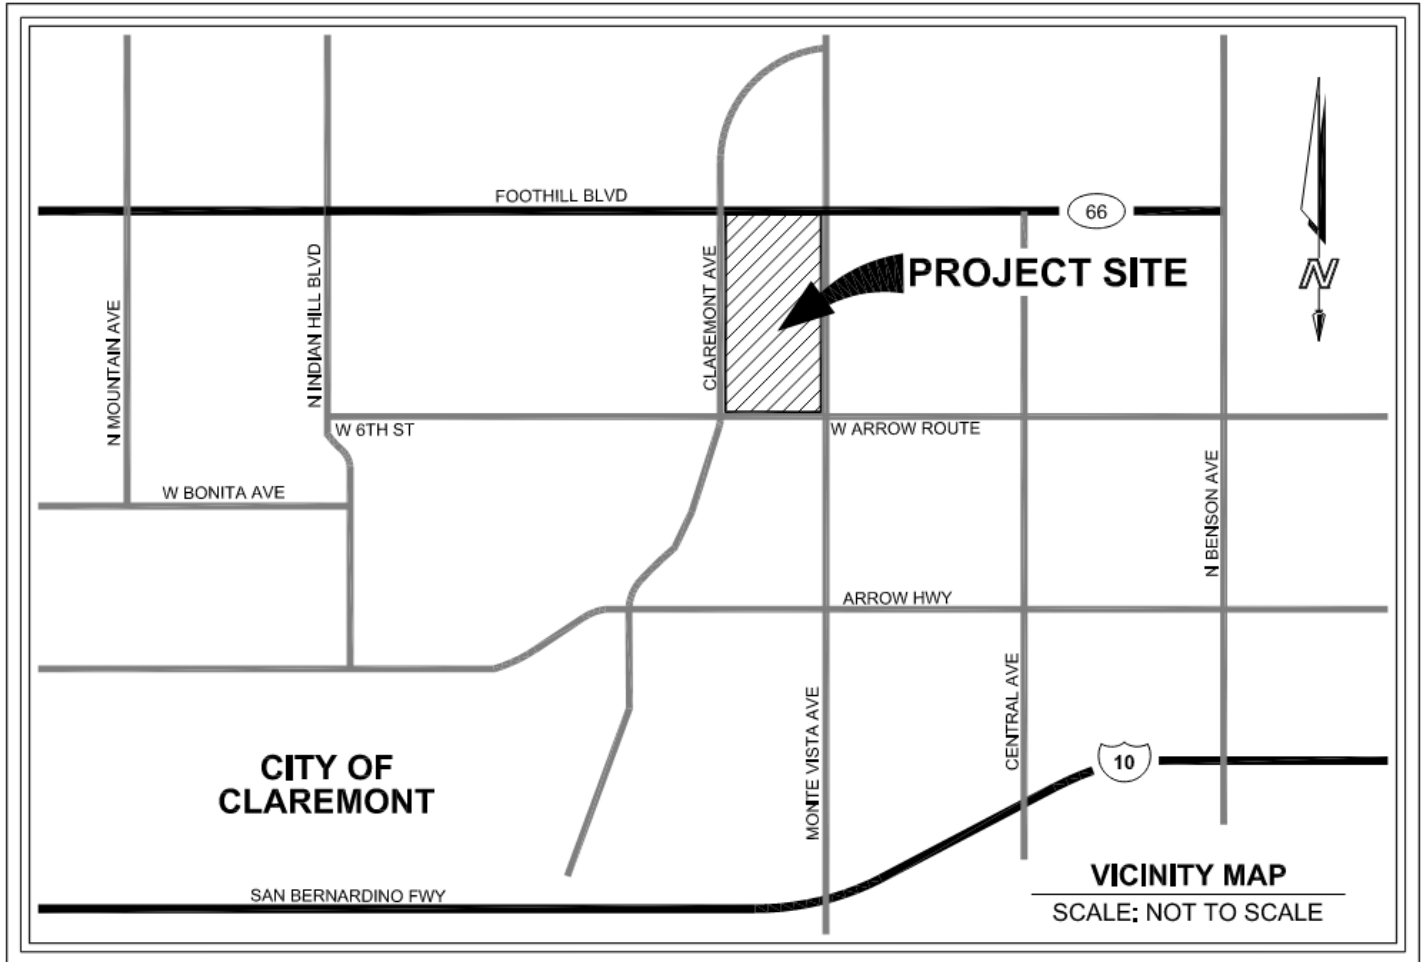 FOOTHILL BLVD
66
N MOUNTAIN AVE
N INDIAN HILL BLVD
CLAREMONT AVE
PROJECT SITE
N
W 6TH ST
W ARROW ROUTE
W BONITA AVE
N BENSON AVE
ARROW HWY
MONTE VISTA AVE
CENTRAL AVE
10
CITY OF
CLAREMONT
SAN BERNARDINO FWY
VICINITY MAP
SCALE: NOT TO SCALE